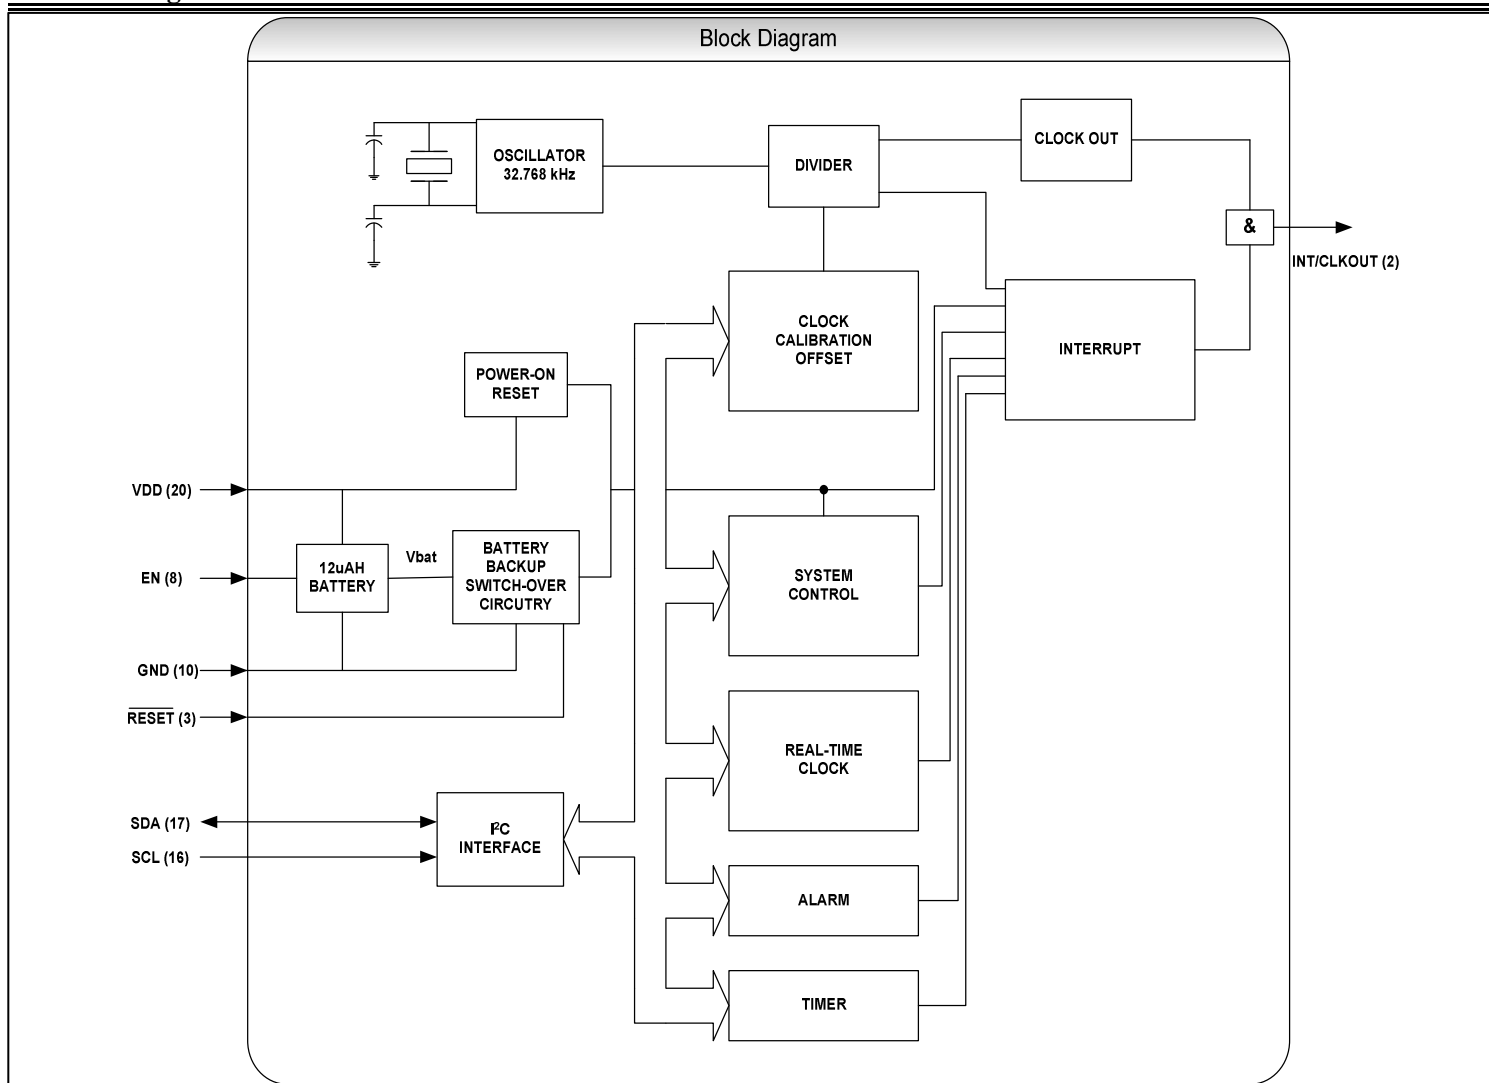 Block Diagram
OSCILLATOR
32.768 kHz
DIVIDER
CLOCK OUT
&
INT/CLKOUT (2)
CLOCK
CALIBRATION
OFFSET
INTERRUPT
POWER-ON
RESET
VDD (20)
EN (8)
12uAH
BATTERY
Vbat
BATTERY
BACKUP
SWITCH-OVER
CIRCUTRY
SYSTEM
CONTROL
GND (10)
RESET (3)
REAL-TIME
CLOCK
SDA (17)
SCL (16)
I²C
INTERFACE
ALARM
TIMER